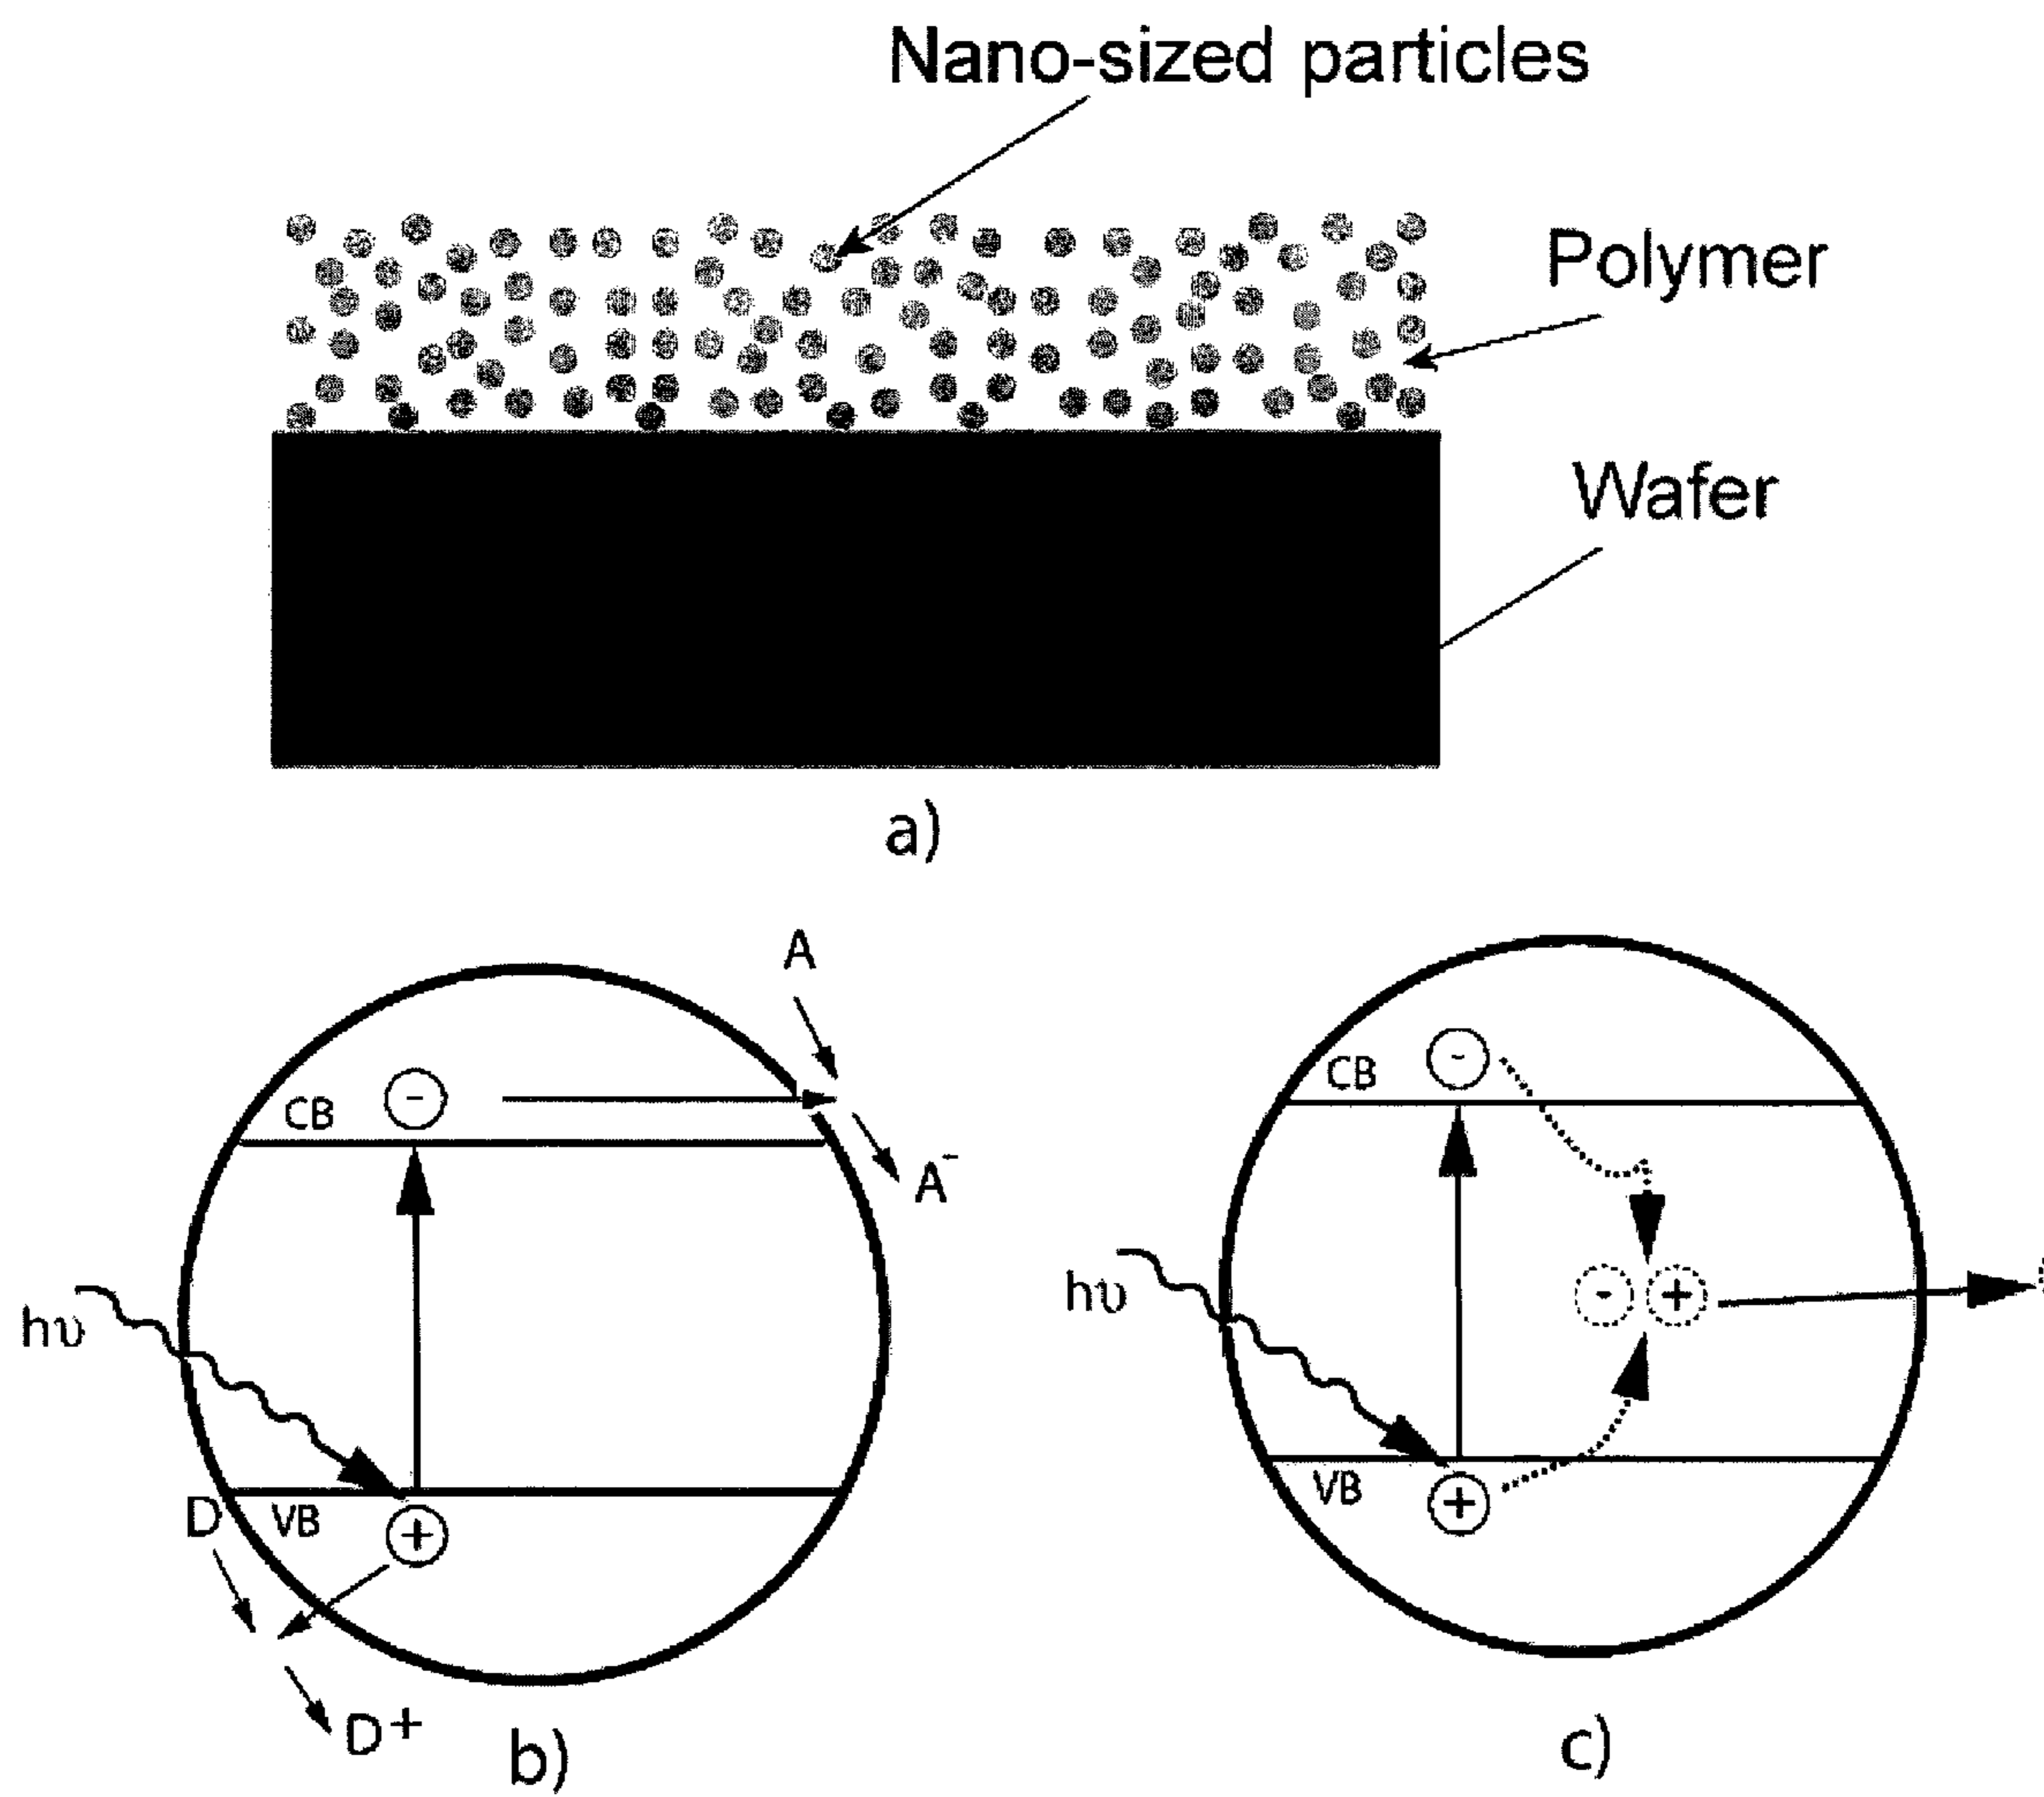 Nano-sized particles
Polymer
Wafer
a)
A
CB
-
A⁻
hυ
D
VB
+
D+
b)
CB
-
hυ
- +
VB
+
c)